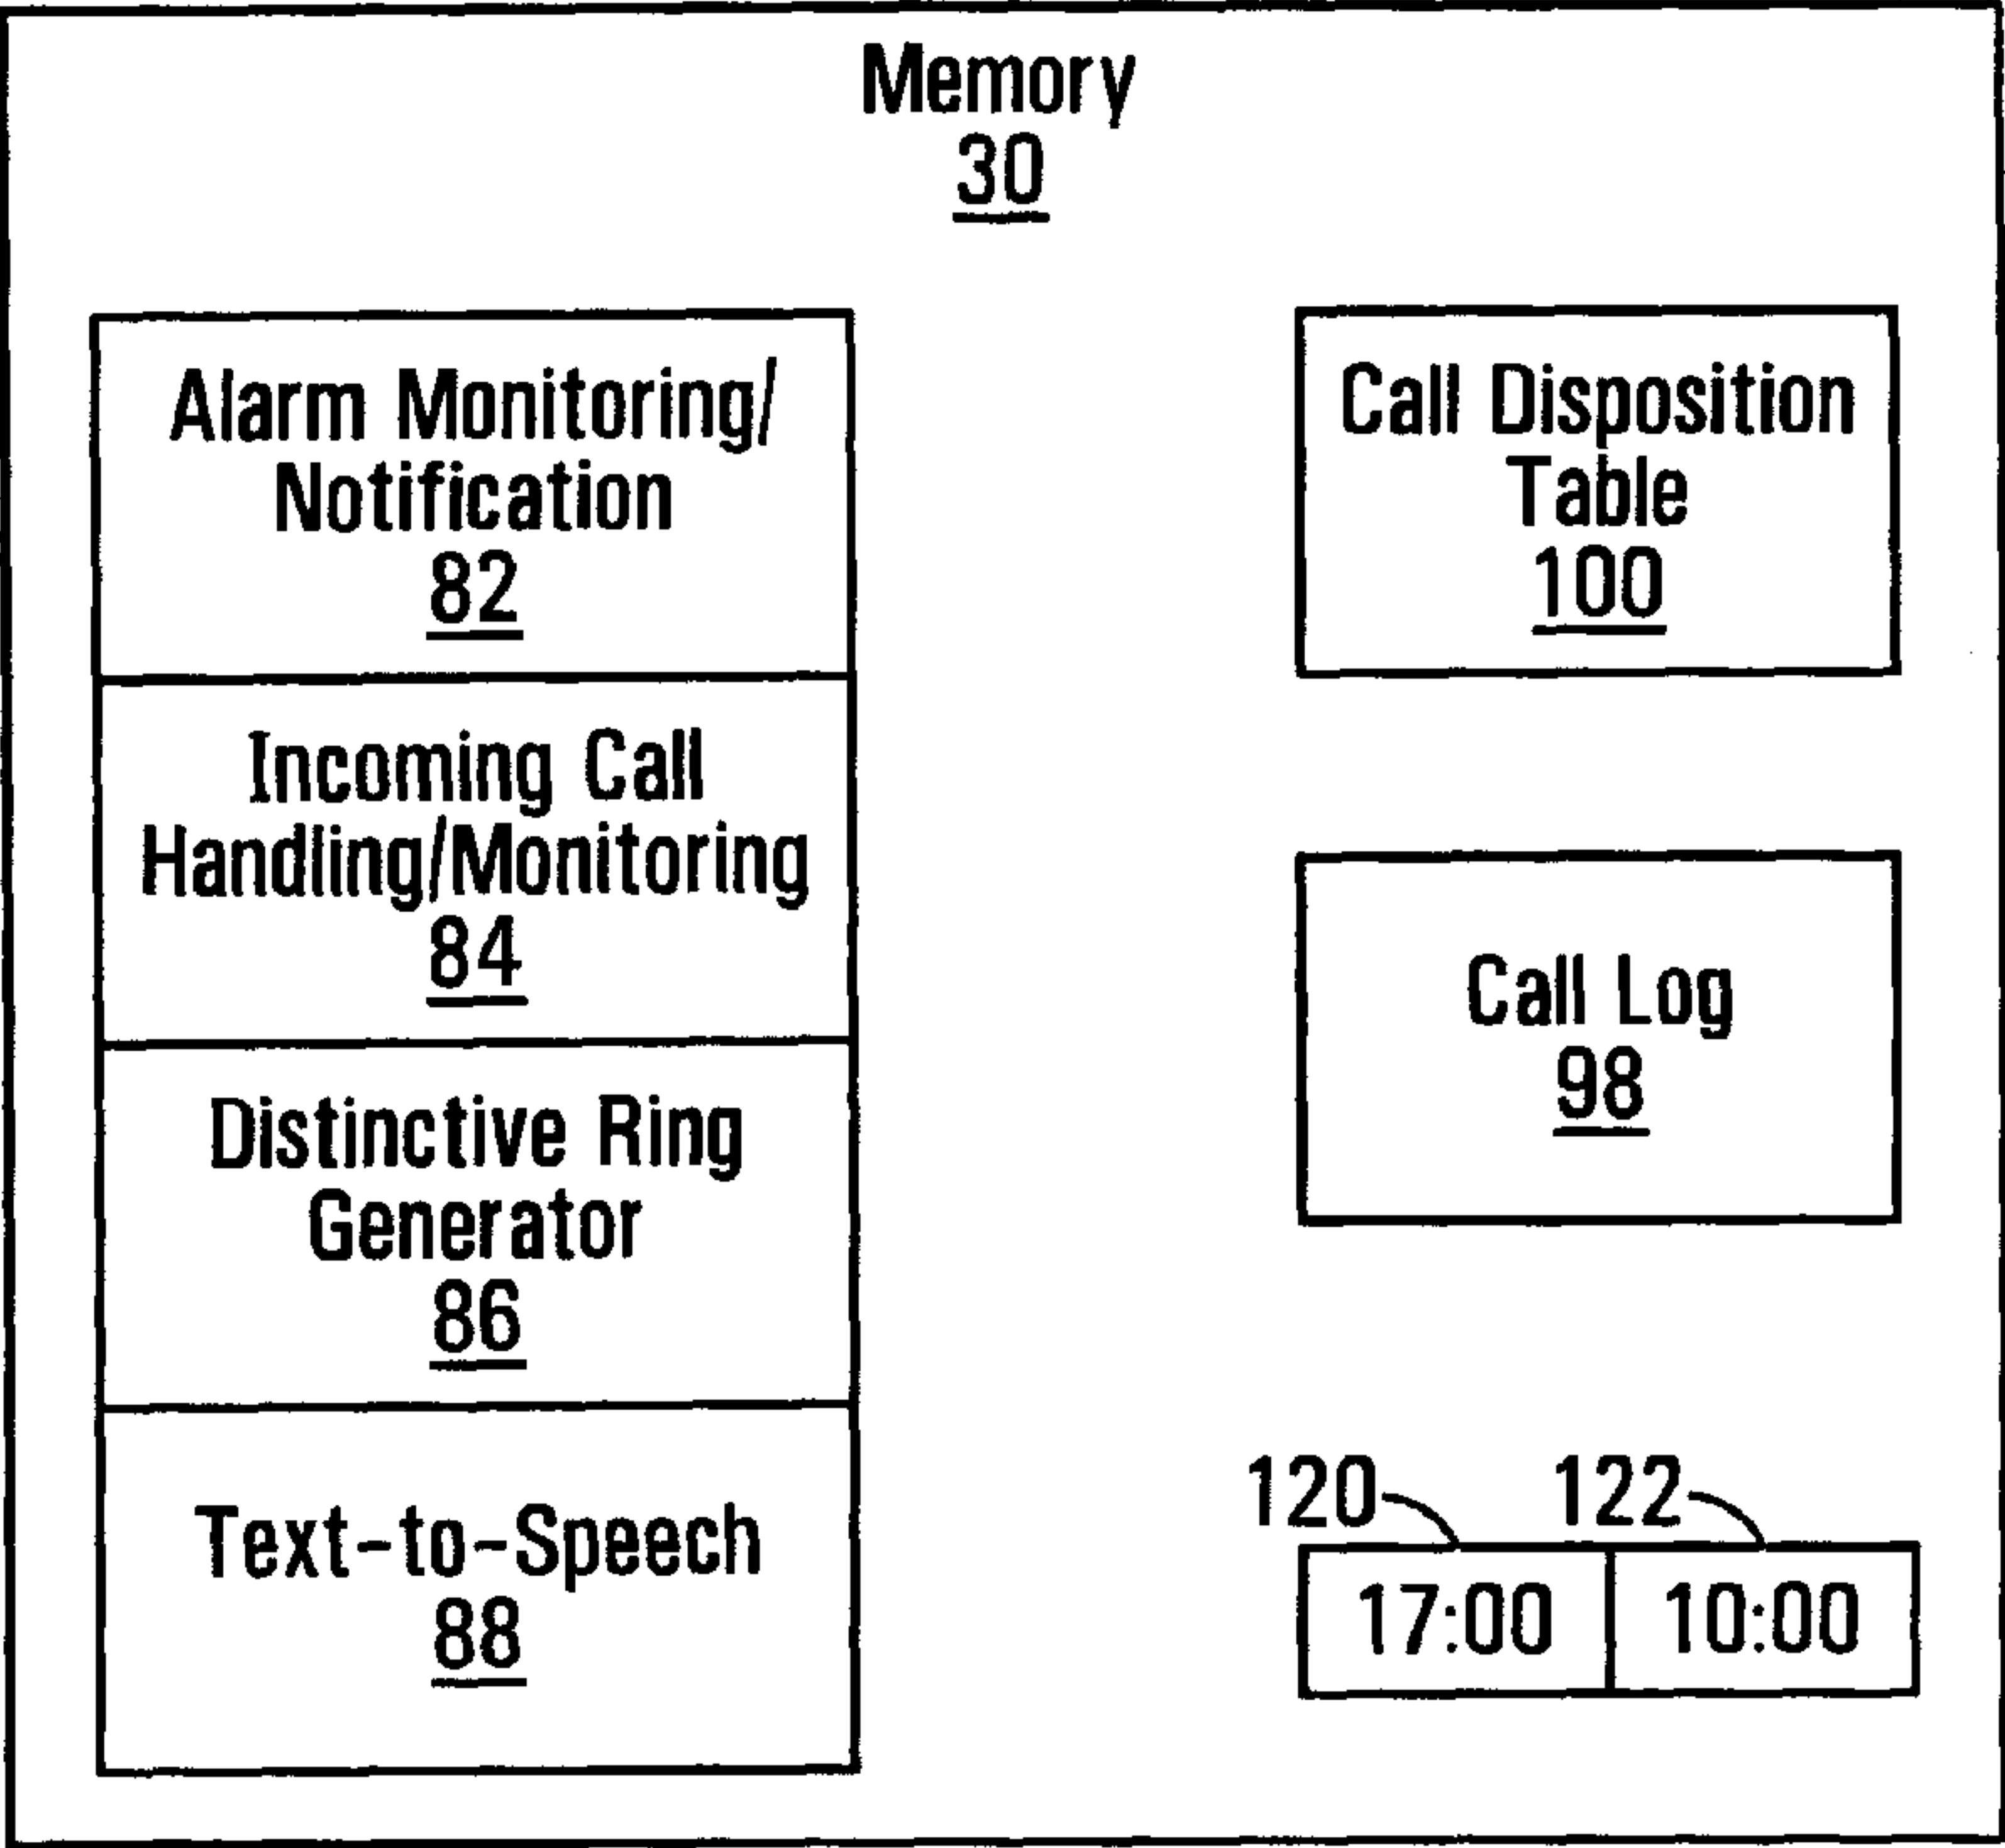 Memory
30
Alarm Monitoring/
Notification
82
Incoming Call
Handling/Monitoring
84
Distinctive Ring
Generator
86
Text-to-Speech
88
Call Disposition
Table
100
Call Log
98
120 122
17:00 10:00